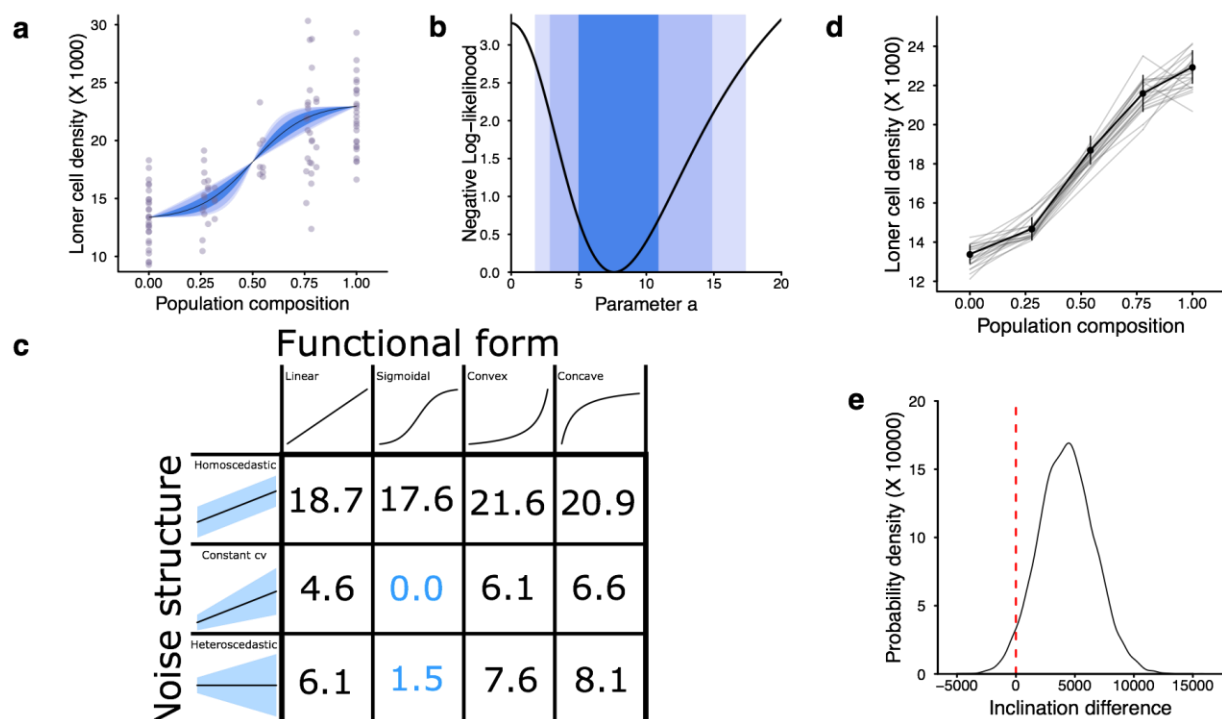 a
30
25
20
15
10
Loner cell density (X 1000)
0.00 0.25 0.50 0.75 1.00
Population composition
b
3.0
2.5
2.0
1.5
1.0
0.5
0.0
Negative Log-likelihood
0 5 10 15 20
Parameter a
d
24
22
20
18
16
14
12
Loner cell density (X 1000)
0.00 0.25 0.50 0.75 1.00
Population composition
c
Functional form
Linear Sigmoidal Convex Concave
Noise structure
Homoscedastic
18.7 17.6 21.6 20.9
Constant cv
4.6 0.0 6.1 6.6
Heteroscedastic
6.1 1.5 7.6 8.1
e
20
15
10
5
0
Probability density (X 10000)
−5000 0 5000 10000 15000
Inclination difference